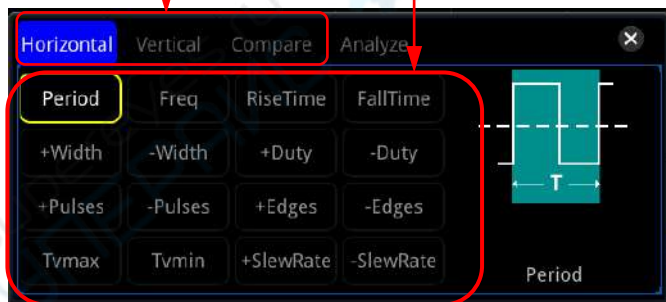 Horizontal Vertical Compare Analyze
Period Freq RiseTime FallTime
+Width -Width +Duty -Duty
T
+Pulses -Pulses +Edges -Edges
Tvmax Tvmin +SlewRate -SlewRate
Period